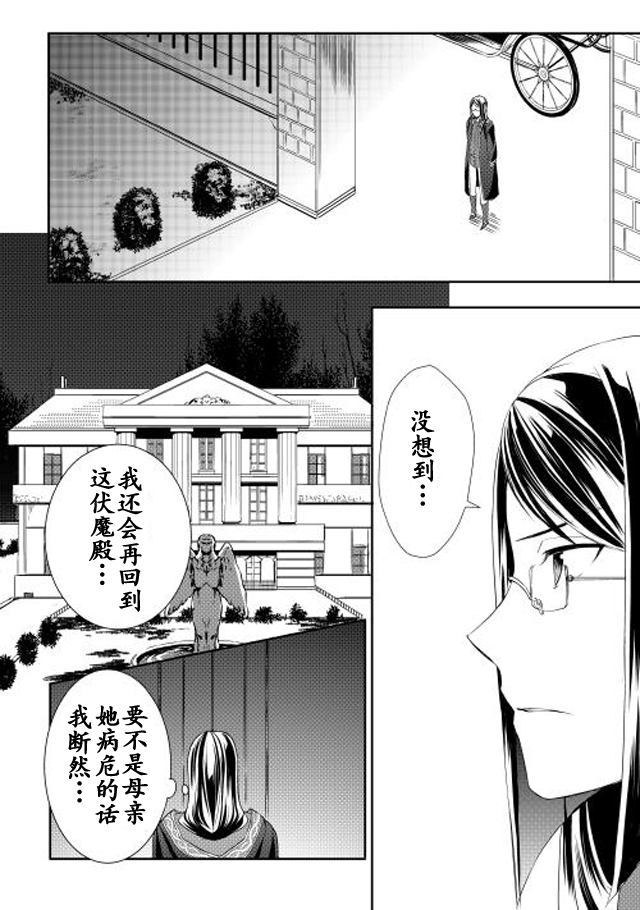 没想到…
我还会再回到
这伏魔殿…
要不是母亲
她病危的话
我断然…